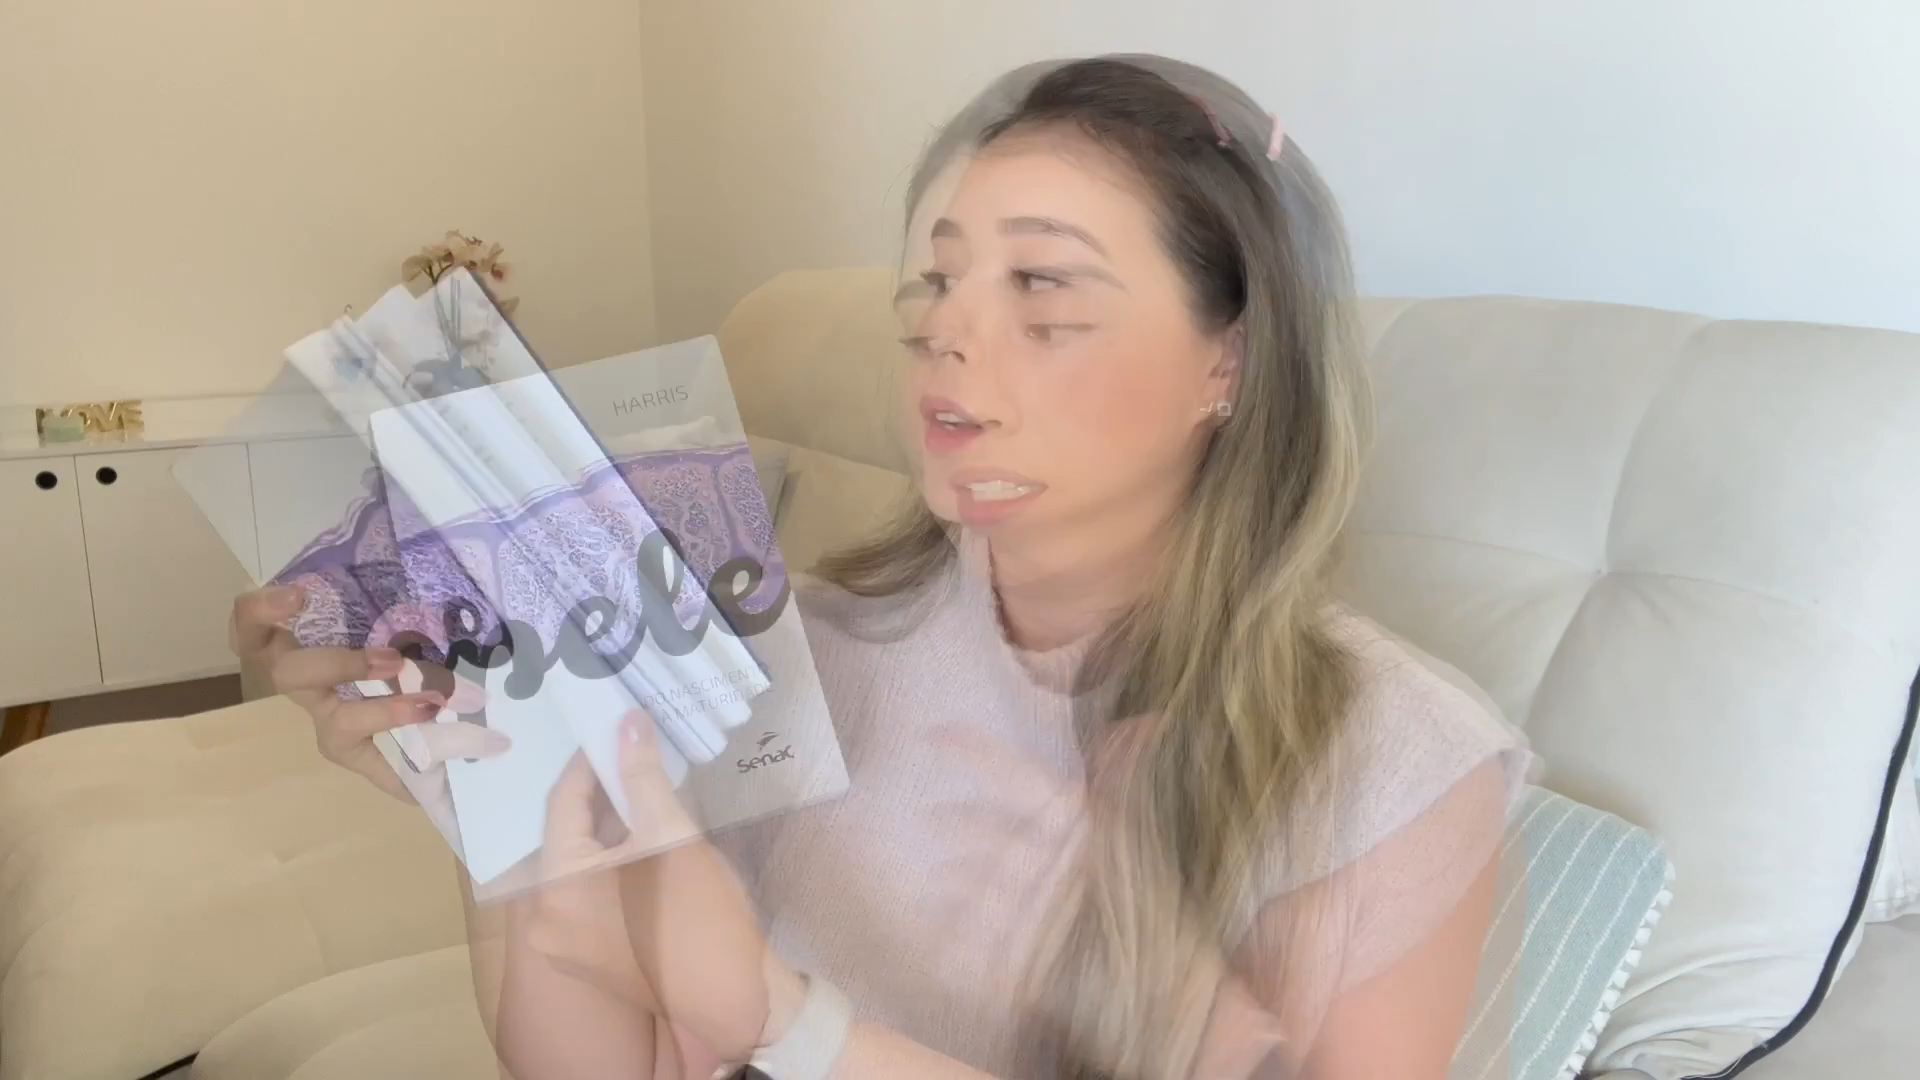 LOVE
HARRIS
pele
DO NASCIMENTO
À MATURIDADE
Senac